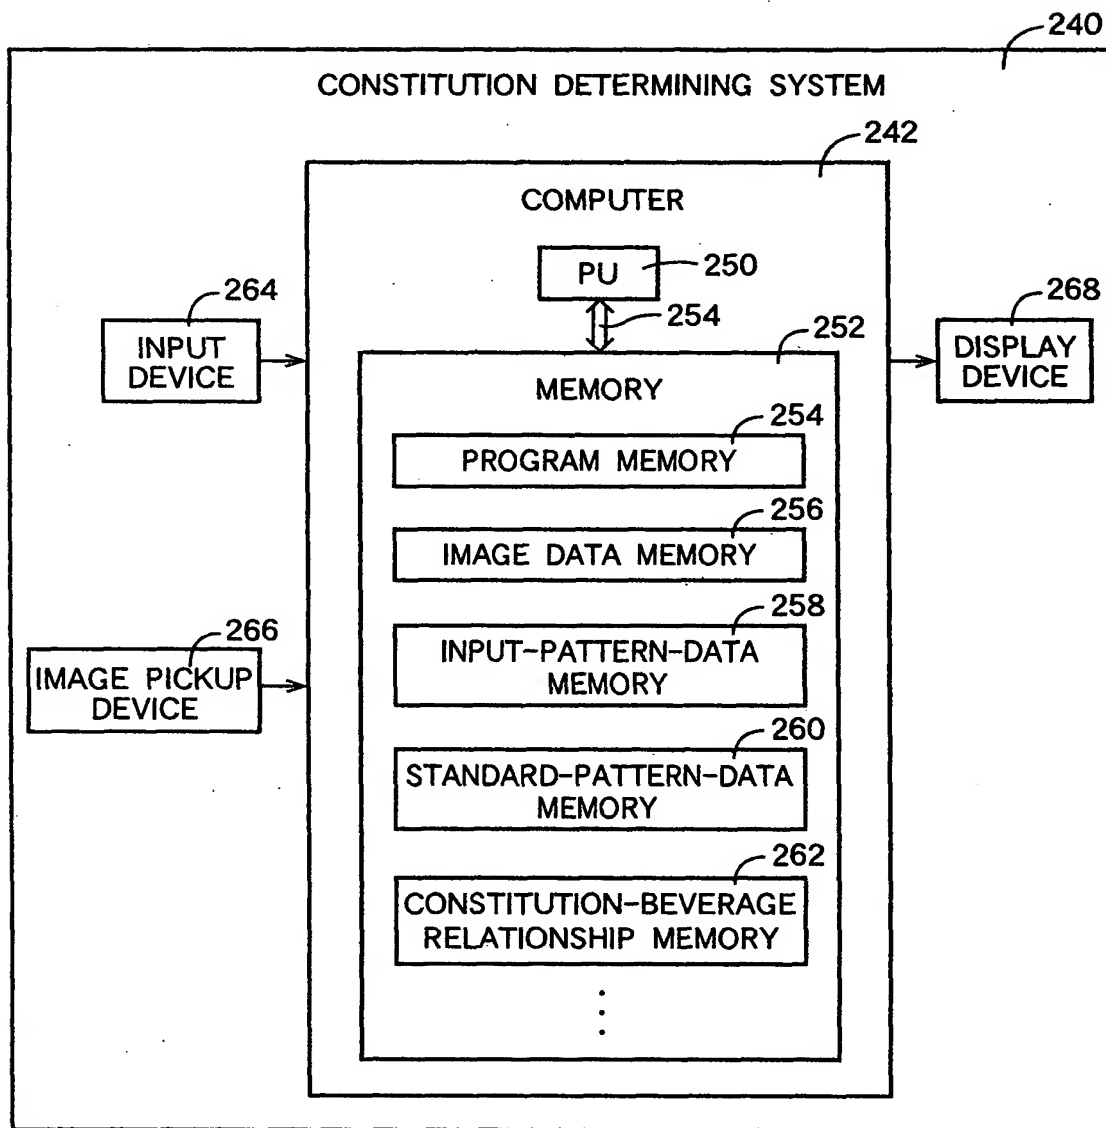 240
CONSTITUTION DETERMINING SYSTEM
242
COMPUTER
PU
250
254
264
INPUT
DEVICE
268
DISPLAY
DEVICE
252
MEMORY
254
PROGRAM MEMORY
256
IMAGE DATA MEMORY
258
INPUT-PATTERN-DATA
MEMORY
266
IMAGE PICKUP
DEVICE
260
STANDARD-PATTERN-DATA
MEMORY
262
CONSTITUTION-BEVERAGE
RELATIONSHIP MEMORY